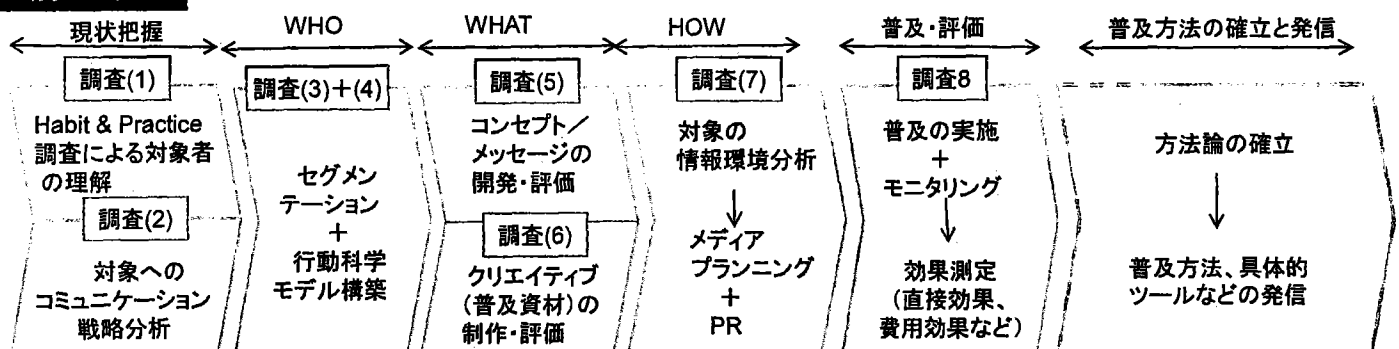 現状把握
WHO
WHAT
HOW
普及・評価
普及方法の確立と発信
調査(1)
Habit & Practice
調査による対象者
の理解
調査(2)
対象への
コミュニケーション
戦略分析
調査(3)＋(4)
セグメン
テーション
＋
行動科学
モデル構築
調査(5)
コンセプト／
メッセージの
開発・評価
調査(6)
クリエイティブ
(普及資材)の
制作・評価
調査(7)
対象の
情報環境分析
メディア
プランニング
＋
PR
調査8
普及の実施
＋
モニタリング
効果測定
(直接効果、
費用効果など)
方法論の確立
普及方法、具体的
ツールなどの発信